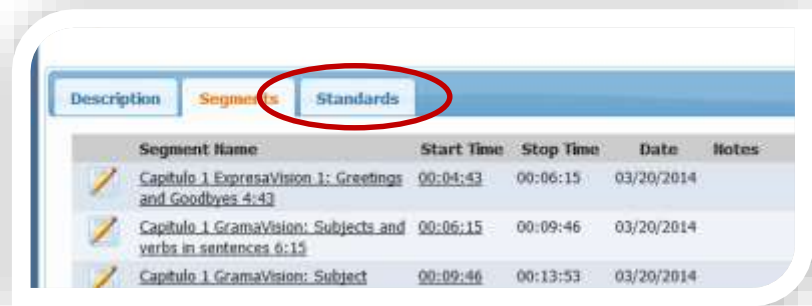 Description Segments Standards
Segment Name Start Time Stop Time Date Notes
Capitulo 1 ExpresaVision 1: Greetings 00:04:43 00:06:15 03/20/2014
and Goodbyes 4:43
Capitulo 1 GramaVision: Subjects and 00:06:15 00:09:46 03/20/2014
verbs in sentences 6:15
Capitulo 1 GramaVision: Subject 00:09:46 00:13:53 03/20/2014